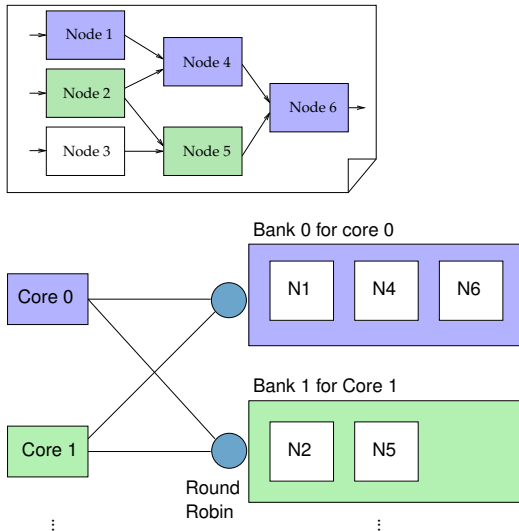 Node 1
Node 4
Node 2
Node 6
Node 3
Node 5
Bank 0 for core 0
Core 0
N1
N4
N6
Bank 1 for Core 1
Core 1
N2
N5
Round
Robin
...
...